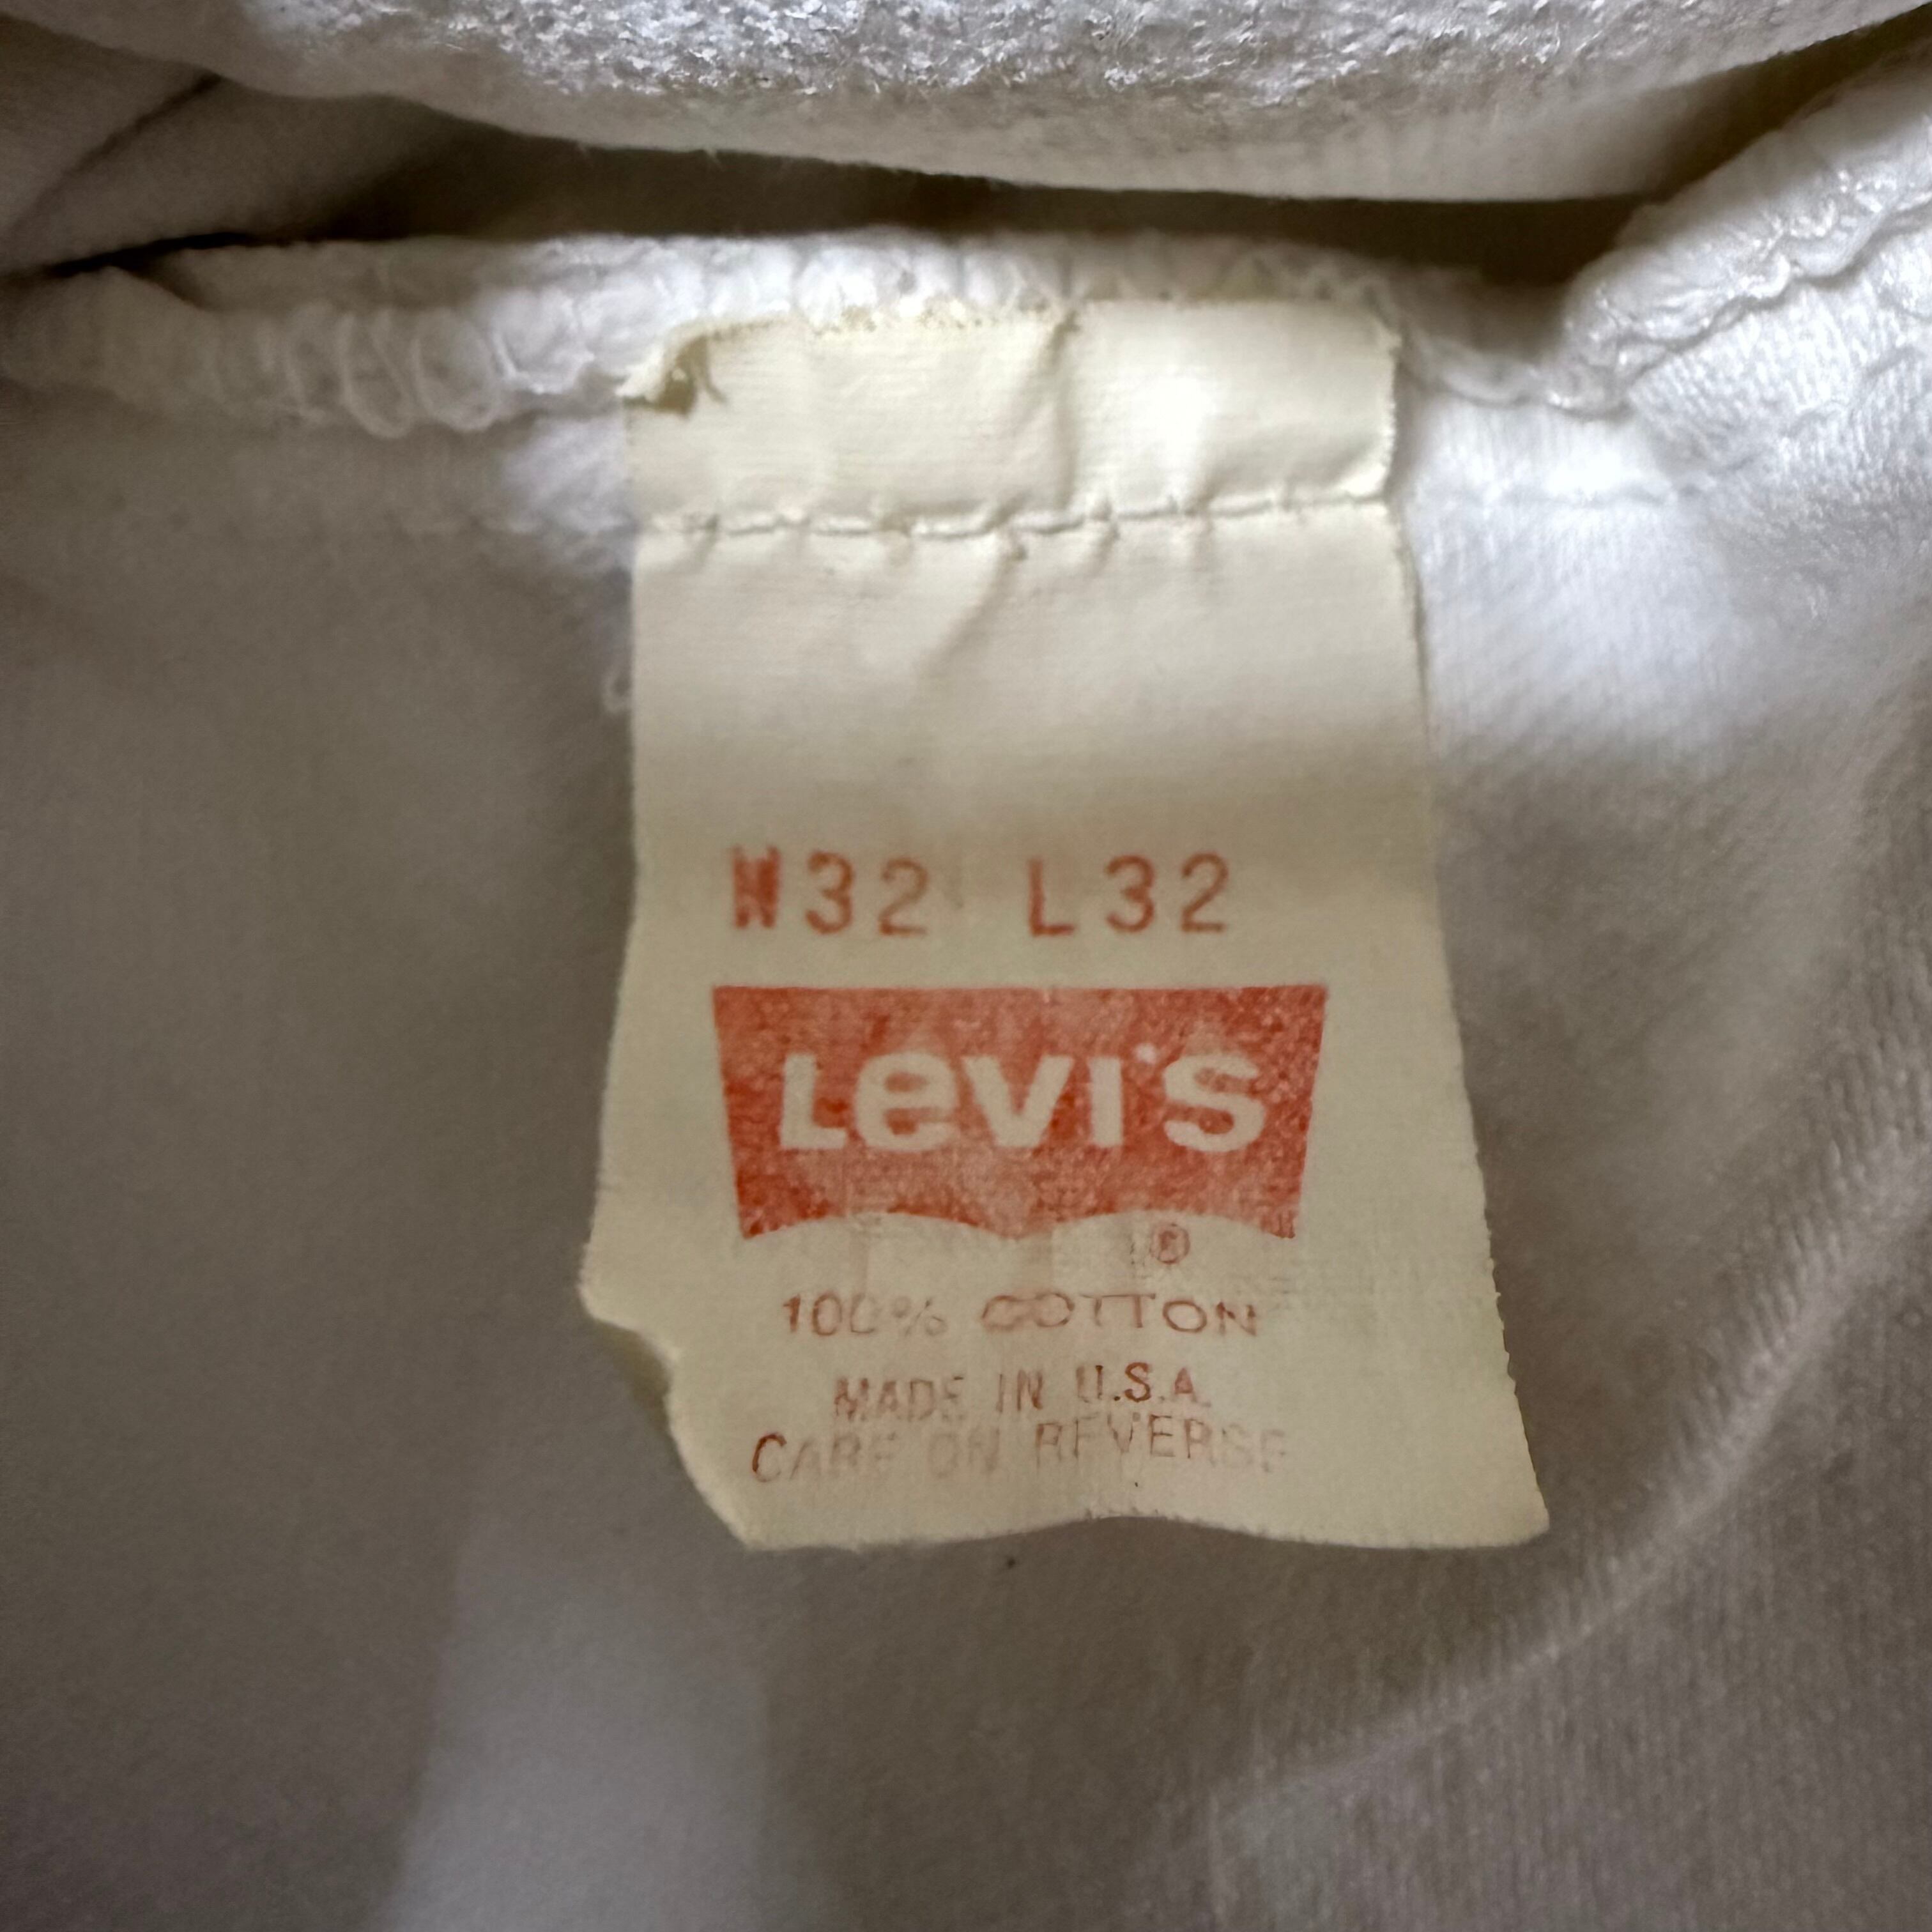 W32 L32
Levi's
®
100% COTTON
MADE IN U.S.A.
CARE ON REVERSE